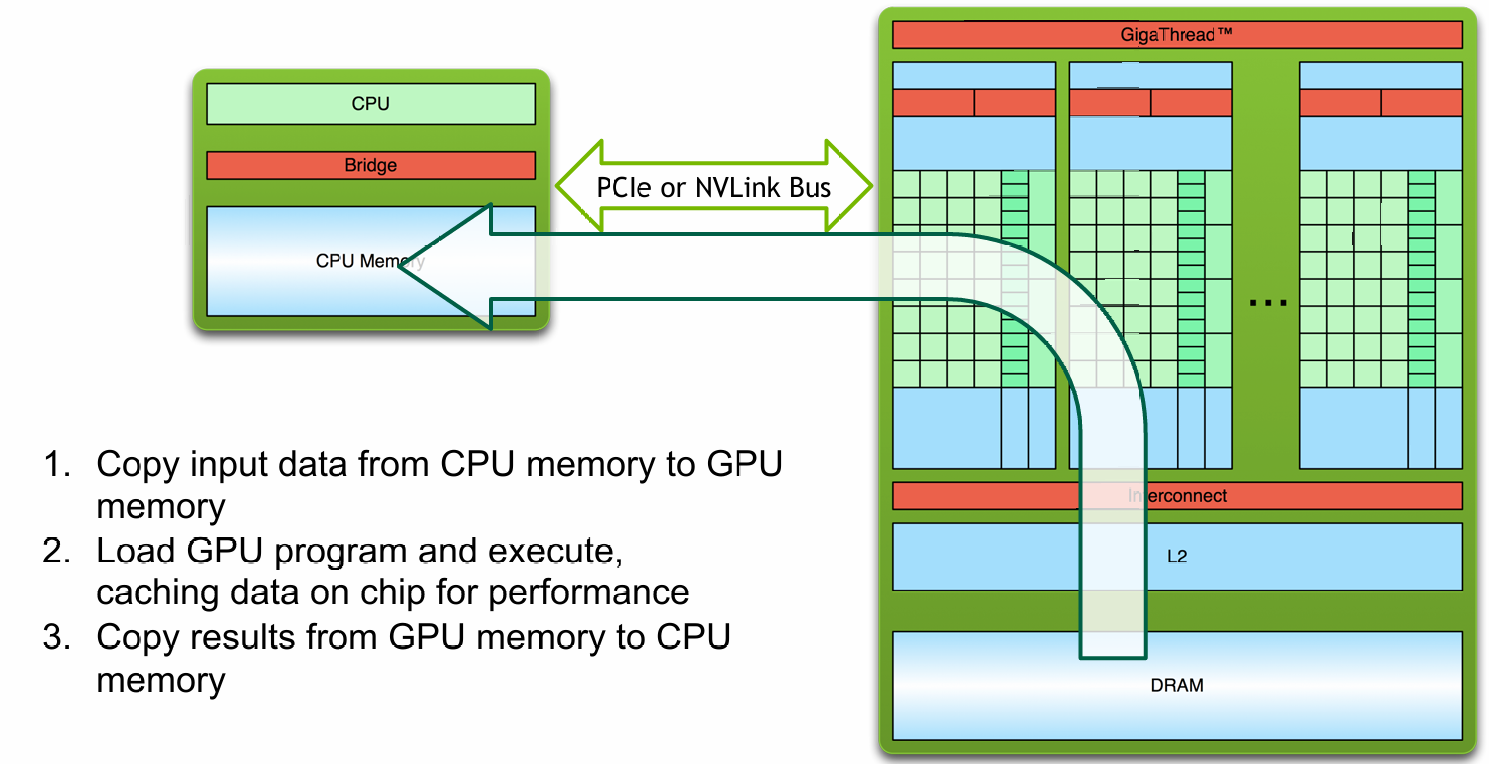 GigaThread™
CPU
Bridge
PCIe or NVLink Bus
CPU Memory
...
1. Copy input data from CPU memory to GPU
memory
2. Load GPU program and execute,
caching data on chip for performance
3. Copy results from GPU memory to CPU
memory
Interconnect
L2
DRAM